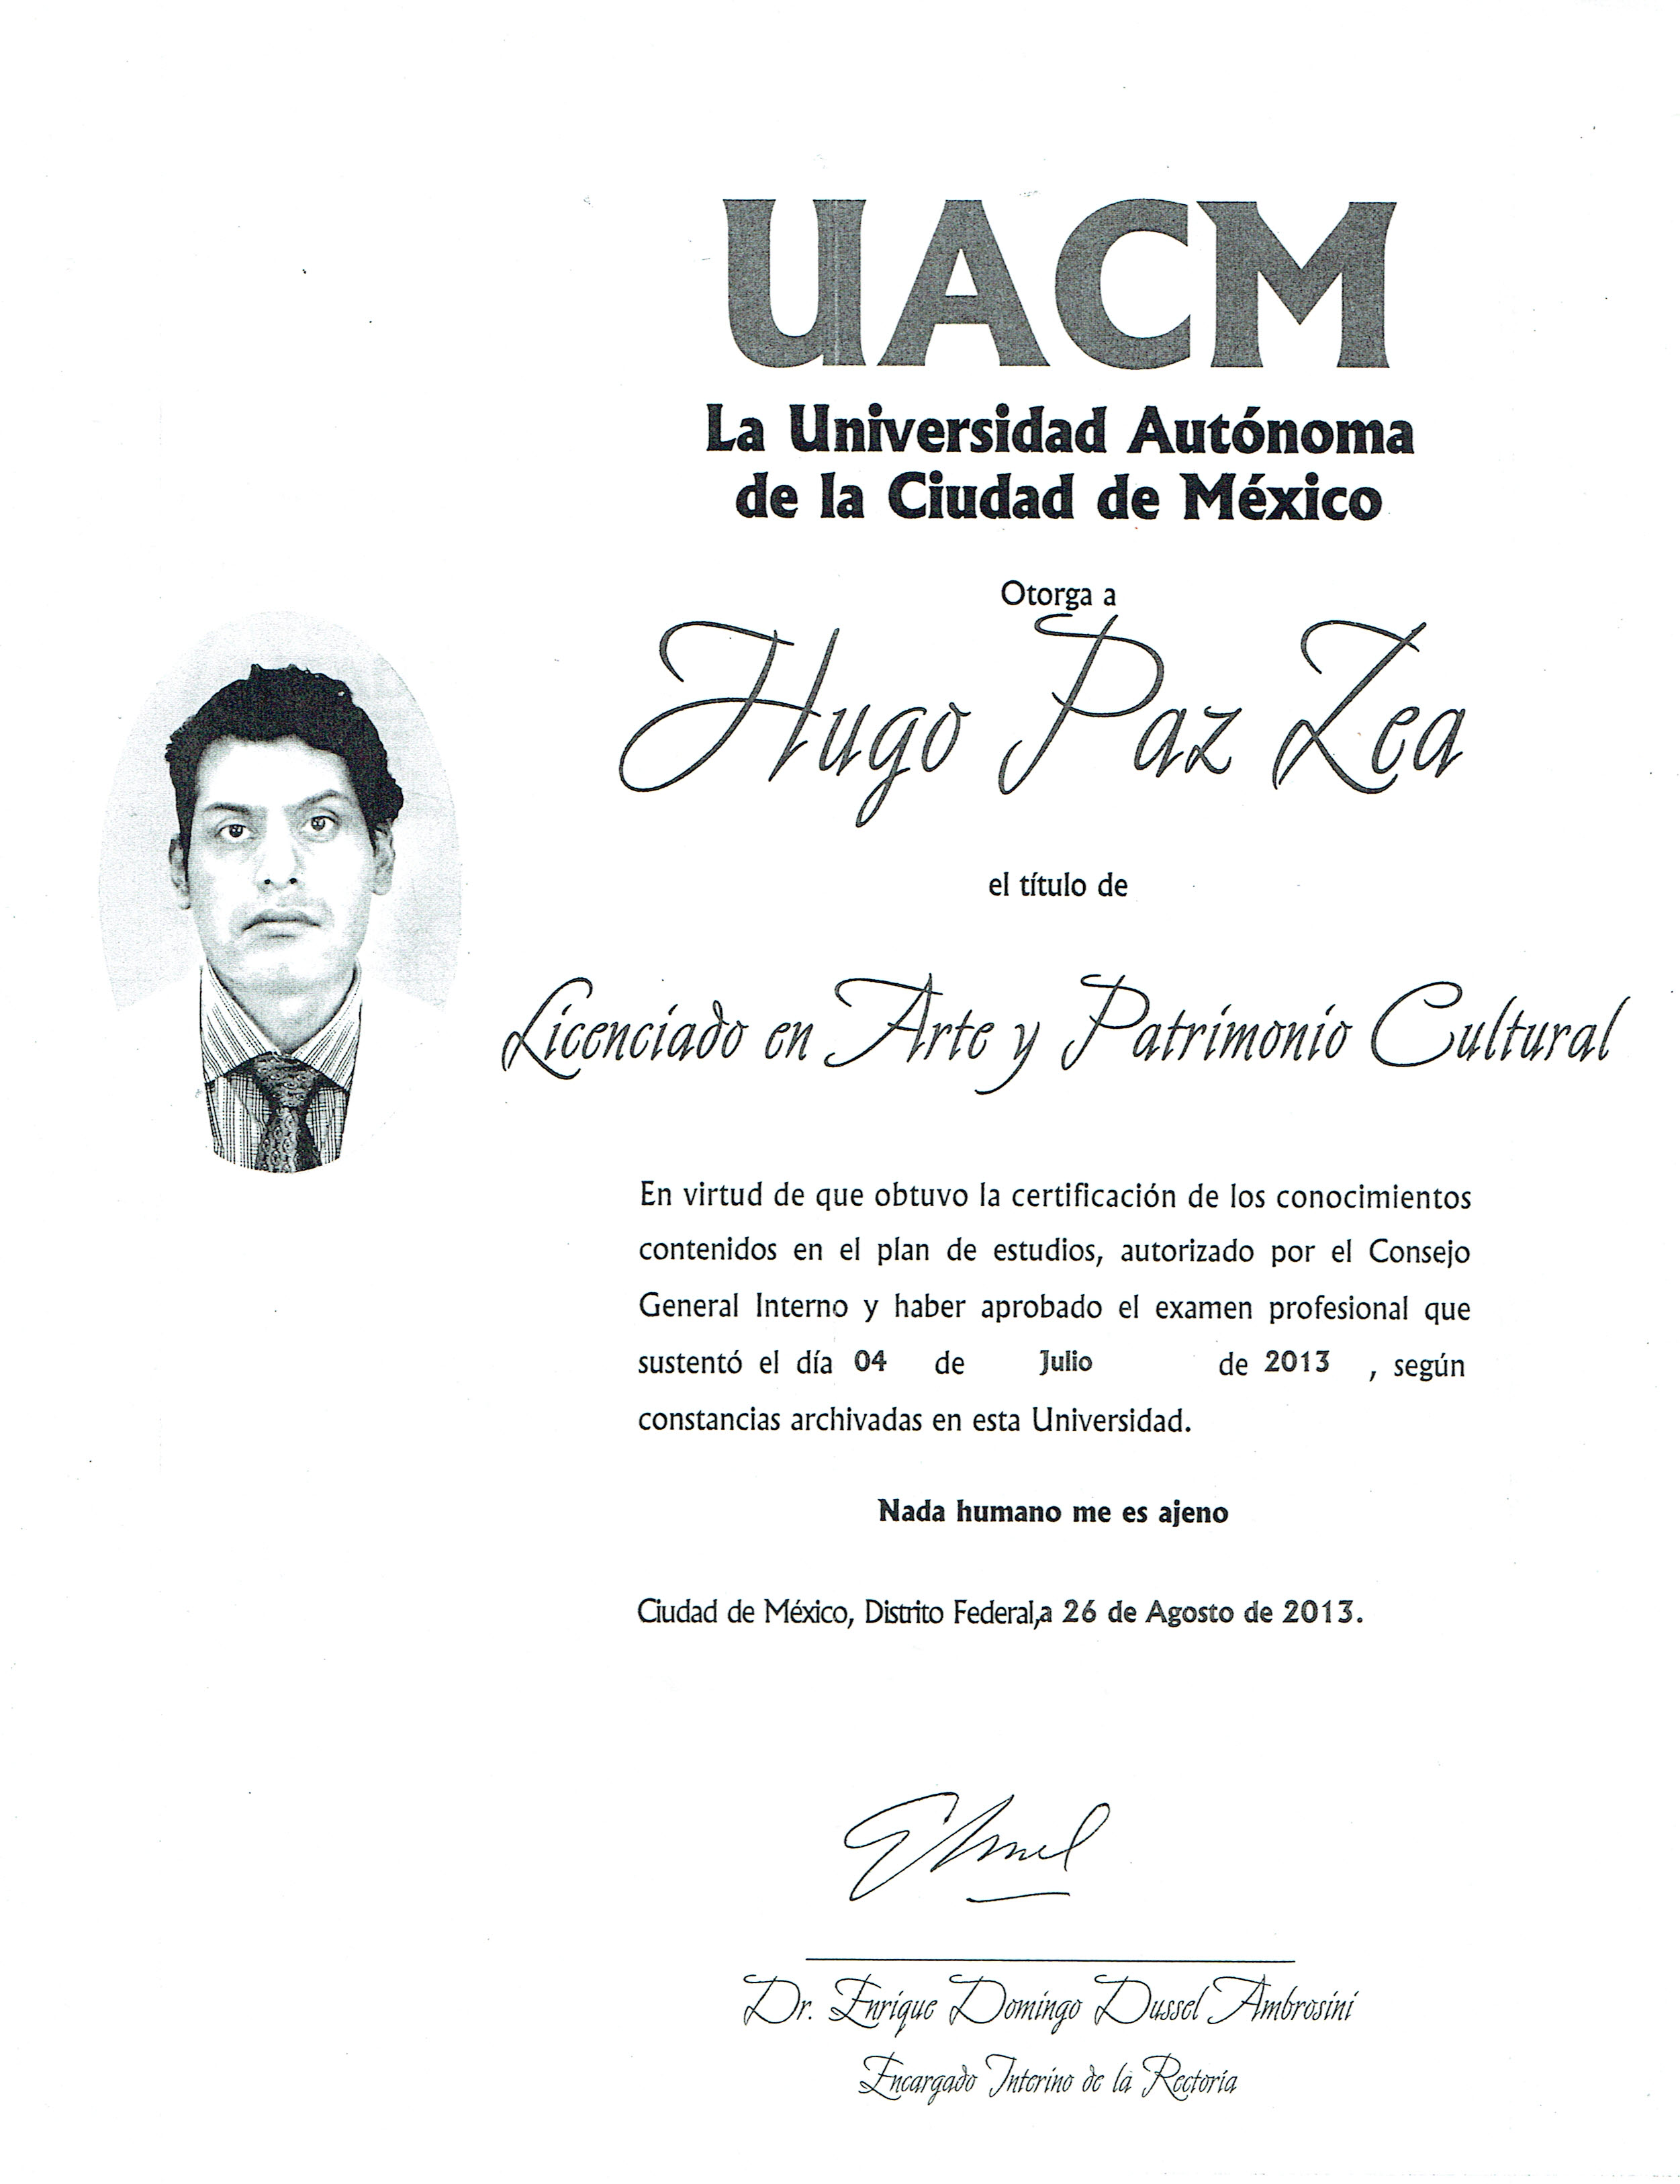 UACM
La Universidad Autónoma
de la Ciudad de México
Otorga a
Hugo Paz Zea
el título de
Licenciado en Arte y Patrimonio Cultural
En virtud de que obtuvo la certificación de los conocimientos
contenidos en el plan de estudios, autorizado por el Consejo
General Interno y haber aprobado el examen profesional que
sustentó el día 04 de Julio de 2013 , según
constancias archivadas en esta Universidad.
Nada humano me es ajeno
Ciudad de México, Distrito Federal,a 26 de Agosto de 2013.
Dr. Enrique Domingo Dussel Ambrosini
Encargado Interino de la Rectoría